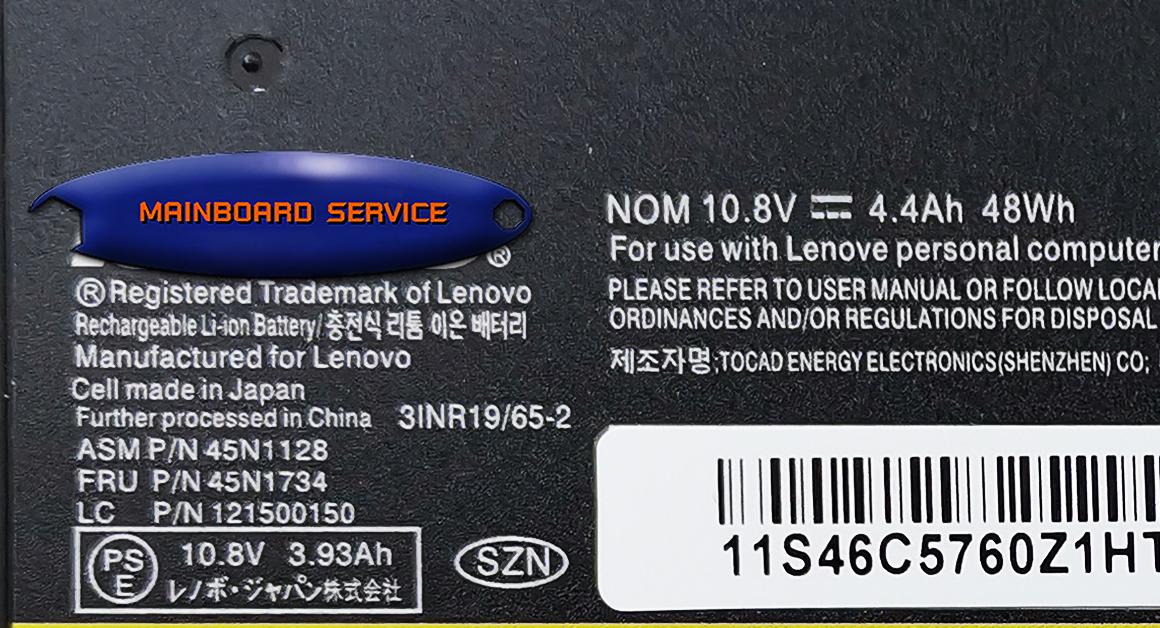 MAINBOARD SERVICE
®
®Registered Trademark of Lenovo
Rechargeable Li-ion Battery/충전식 리튬 이온 배터리
Manufactured for Lenovo
Cell made in Japan
Further processed in China 3INR19/65-2
ASM P/N 45N1128
FRU P/N 45N1734
LC P/N 121500150
PS
E
10.8V 3.93Ah
レノボ・ジャパン株式会社
SZN
NOM 10.8V ⎓ 4.4Ah 48Wh
For use with Lenove personal computer
PLEASE REFER TO USER MANUAL OR FOLLOW LOCA
ORDINANCES AND/OR REGULATIONS FOR DISPOSAL
제조자명:TOCAD ENERGY ELECTRONICS(SHENZHEN) CO;
11S46C5760Z1HT